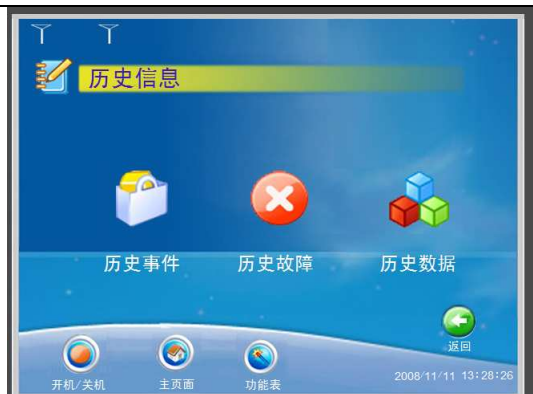 历史信息
历史事件 历史故障 历史数据
返回
开机/关机 主页面 功能表
2008/11/11 13:28:26